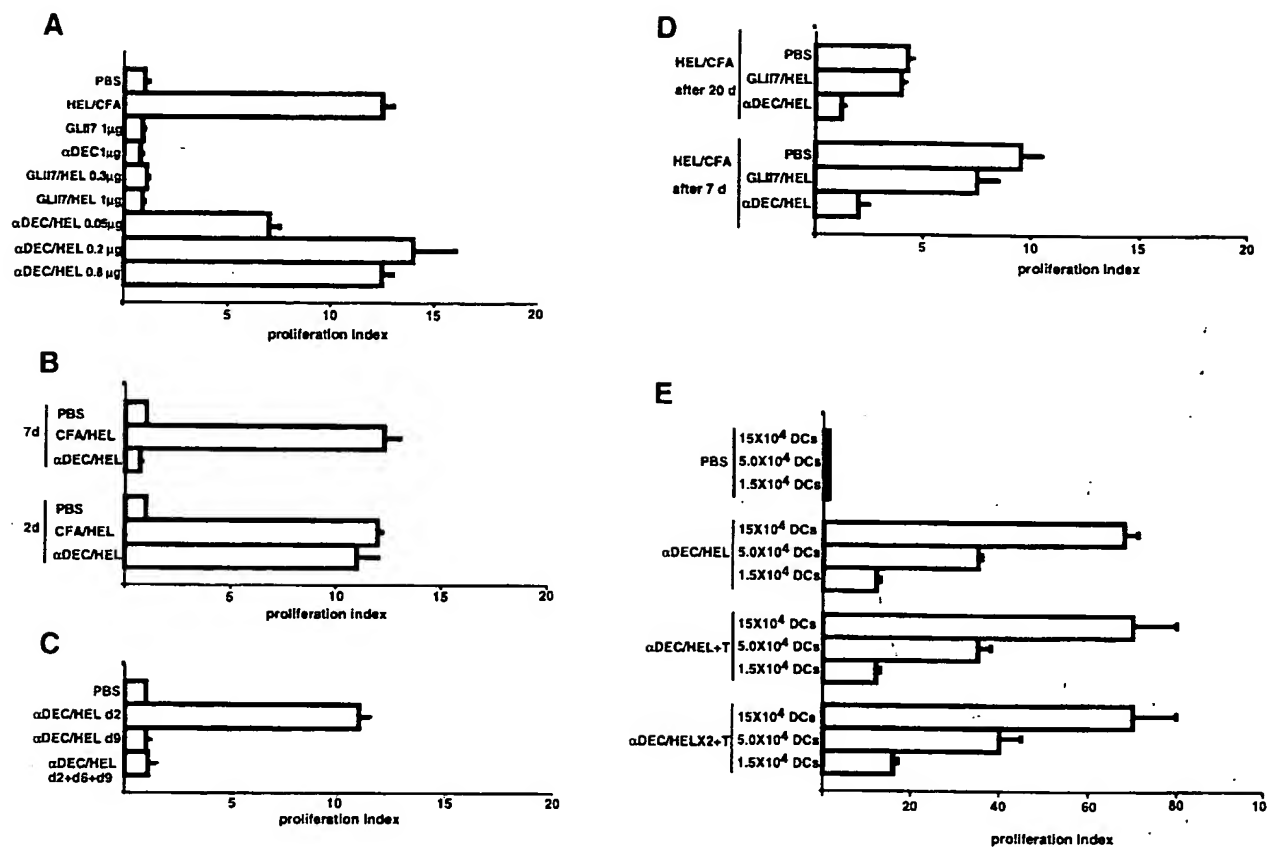 A
PBS
HEL/CFA
GLII7 1µg
αDEC1µg
GLII7/HEL 0.3µg
GLII7/HEL 1µg
αDEC/HEL 0.05µg
αDEC/HEL 0.2 µg
αDEC/HEL 0.8 µg
5 10 15 20
proliferation index
B
7d
PBS
CFA/HEL
αDEC/HEL
2d
PBS
CFA/HEL
αDEC/HEL
5 10 15 20
proliferation index
C
PBS
αDEC/HEL d2
αDEC/HEL d9
αDEC/HEL
d2+d6+d9
5 10 15 20
proliferation index
D
HEL/CFA
after 20 d
PBS
GLII7/HEL
αDEC/HEL
HEL/CFA
after 7 d
PBS
GLII7/HEL
αDEC/HEL
5 10 15 20
proliferation index
E
PBS
15X10⁴ DCs
5.0X10⁴ DCs
1.5X10⁴ DCs
αDEC/HEL
15X10⁴ DCs
5.0X10⁴ DCs
1.5X10⁴ DCs
αDEC/HEL+T
15X10⁴ DCs
5.0X10⁴ DCs
1.5X10⁴ DCs
αDEC/HELX2+T
15X10⁴ DCs
5.0X10⁴ DCs
1.5X10⁴ DCs
20 40 60 80 10
proliferation index